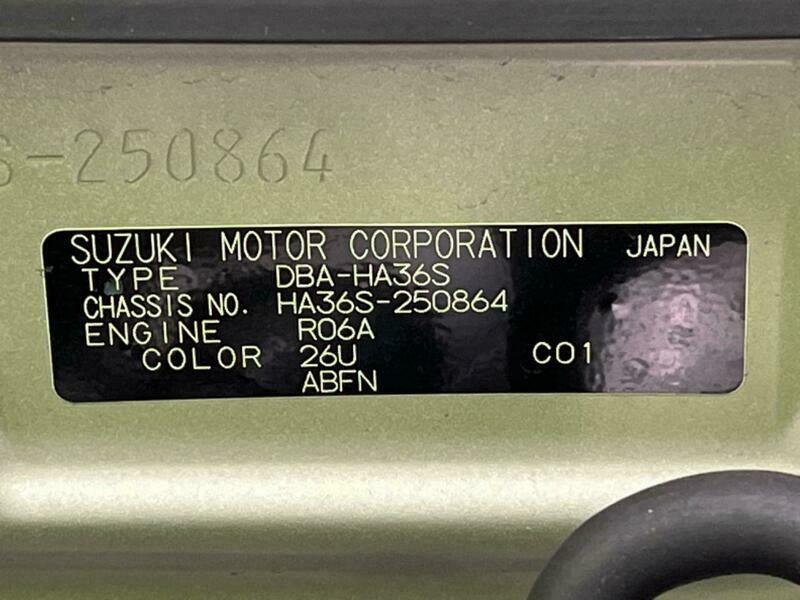 S-250864
SUZUKI MOTOR CORPORATION JAPAN
TYPE DBA-HA36S
CHASSIS NO. HA36S-250864
ENGINE R06A
COLOR 26U C01
ABFN